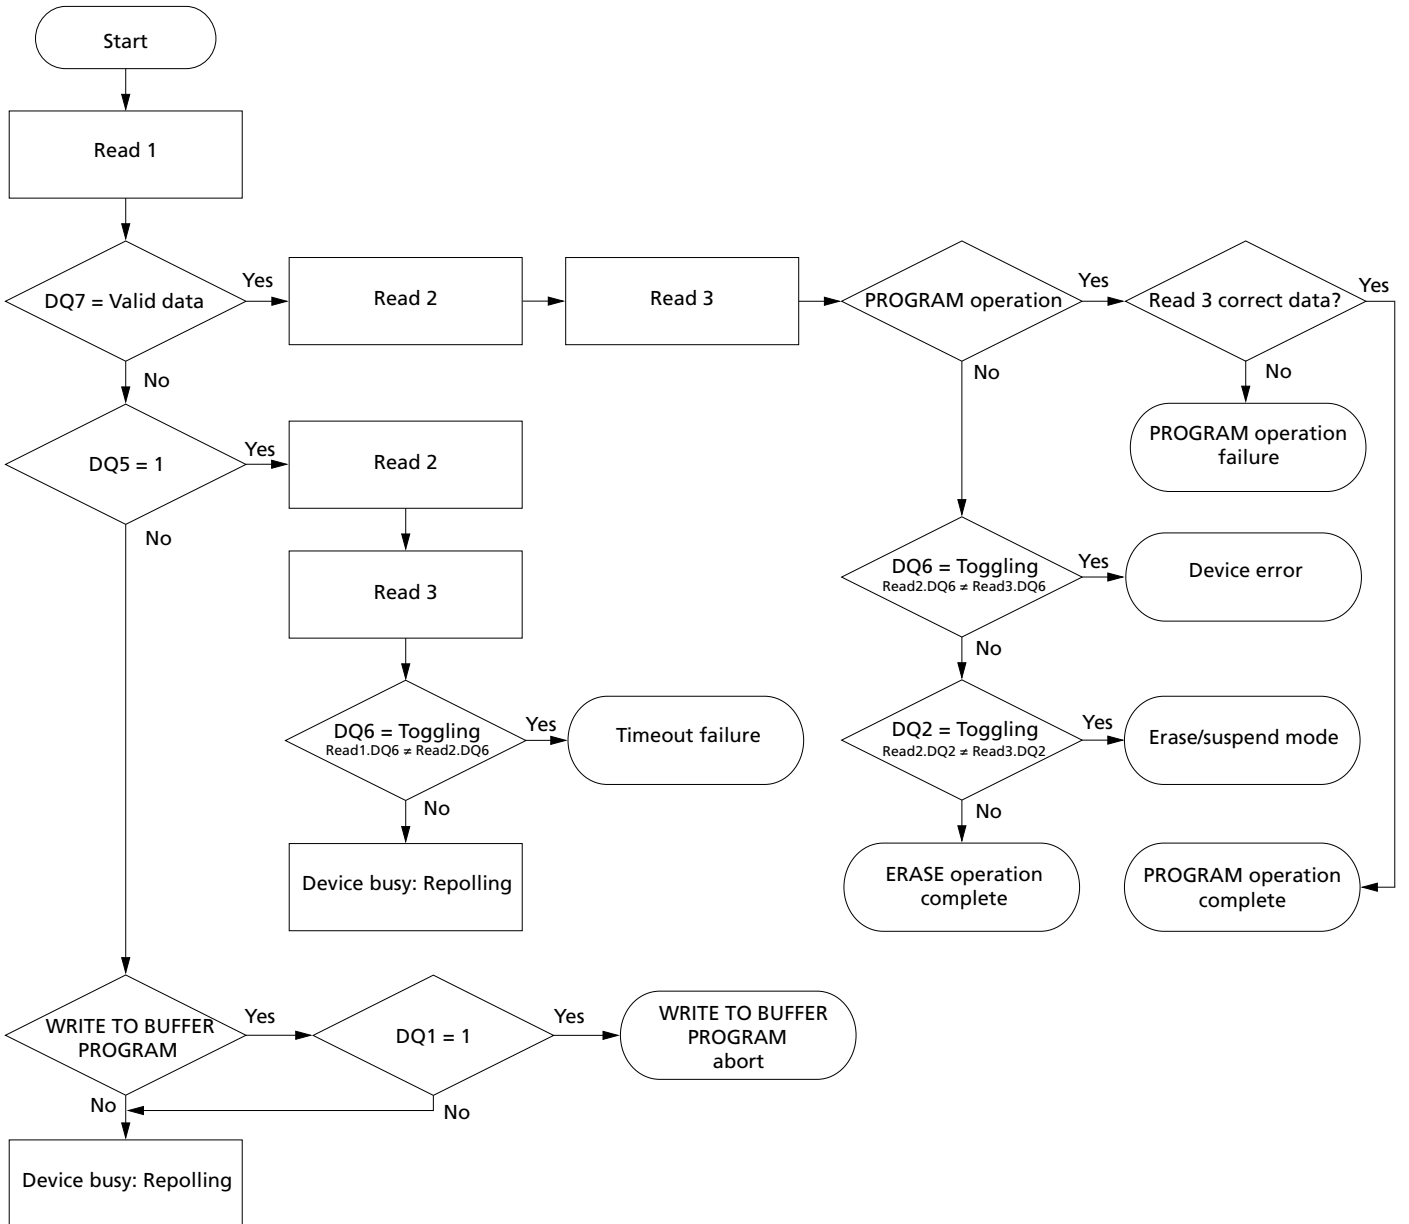 Start
Read 1
DQ7 = Valid data
Yes
Read 2
Read 3
PROGRAM operation
Yes
Read 3 correct data?
Yes
No
No
No
PROGRAM operation
failure
DQ5 = 1
Yes
Read 2
No
Read 3
DQ6 = Toggling
Read2.DQ6 ≠ Read3.DQ6
Yes
Device error
No
DQ6 = Toggling
Read1.DQ6 ≠ Read2.DQ6
Yes
Timeout failure
No
DQ2 = Toggling
Read2.DQ2 ≠ Read3.DQ2
Yes
Erase/suspend mode
No
Device busy: Repolling
ERASE operation
complete
PROGRAM operation
complete
WRITE TO BUFFER
PROGRAM
Yes
DQ1 = 1
Yes
WRITE TO BUFFER
PROGRAM
abort
No
No
Device busy: Repolling